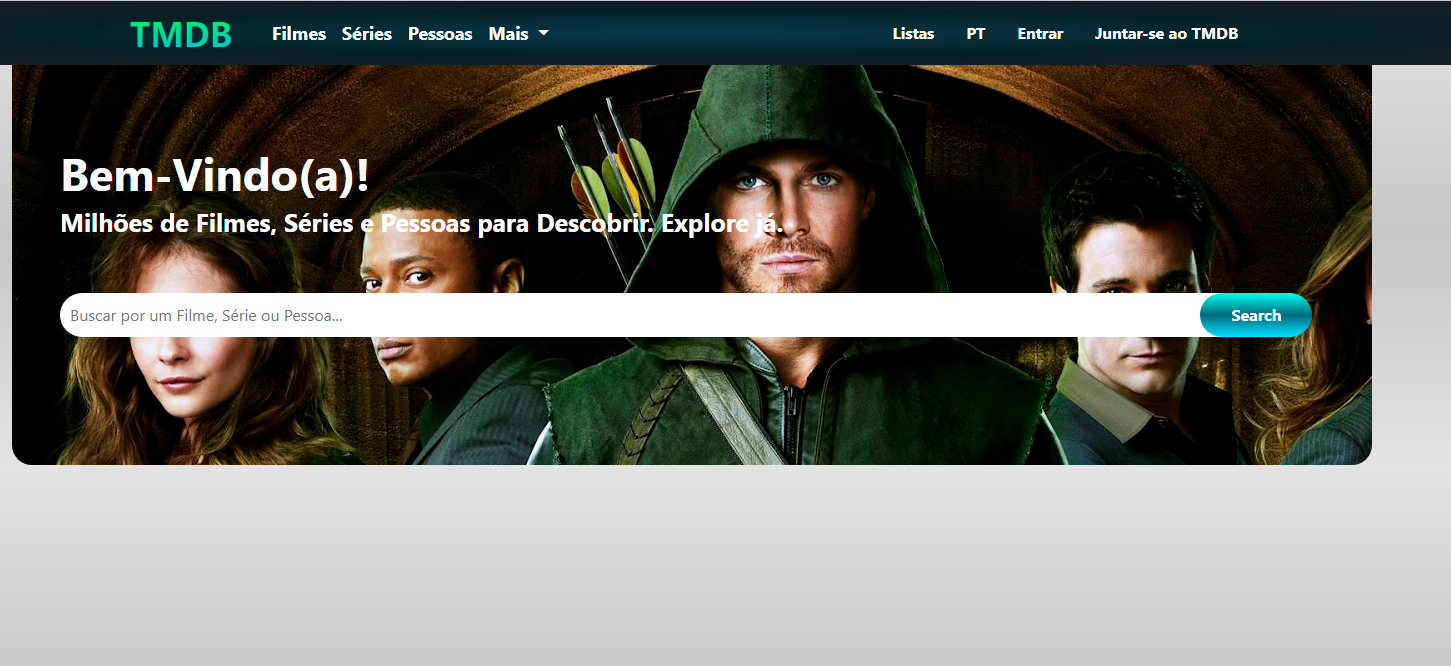 TMDB Filmes Séries Pessoas Mais Listas PT Entrar Juntar-se ao TMDB
Bem-Vindo(a)!
Milhões de Filmes, Séries e Pessoas para Descobrir. Explore já.
Buscar por um Filme, Série ou Pessoa... Search